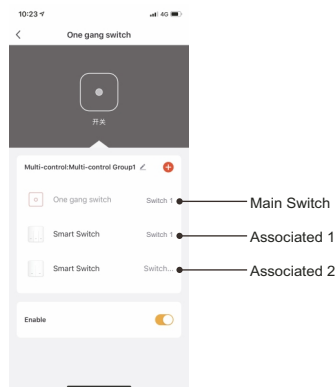 10:23 4G
One gang switch
开关
Multi-control:Multi-control Group1
One gang switch Switch 1 Main Switch
Smart Switch Switch 1 Associated 1
Smart Switch Switch... Associated 2
Enable